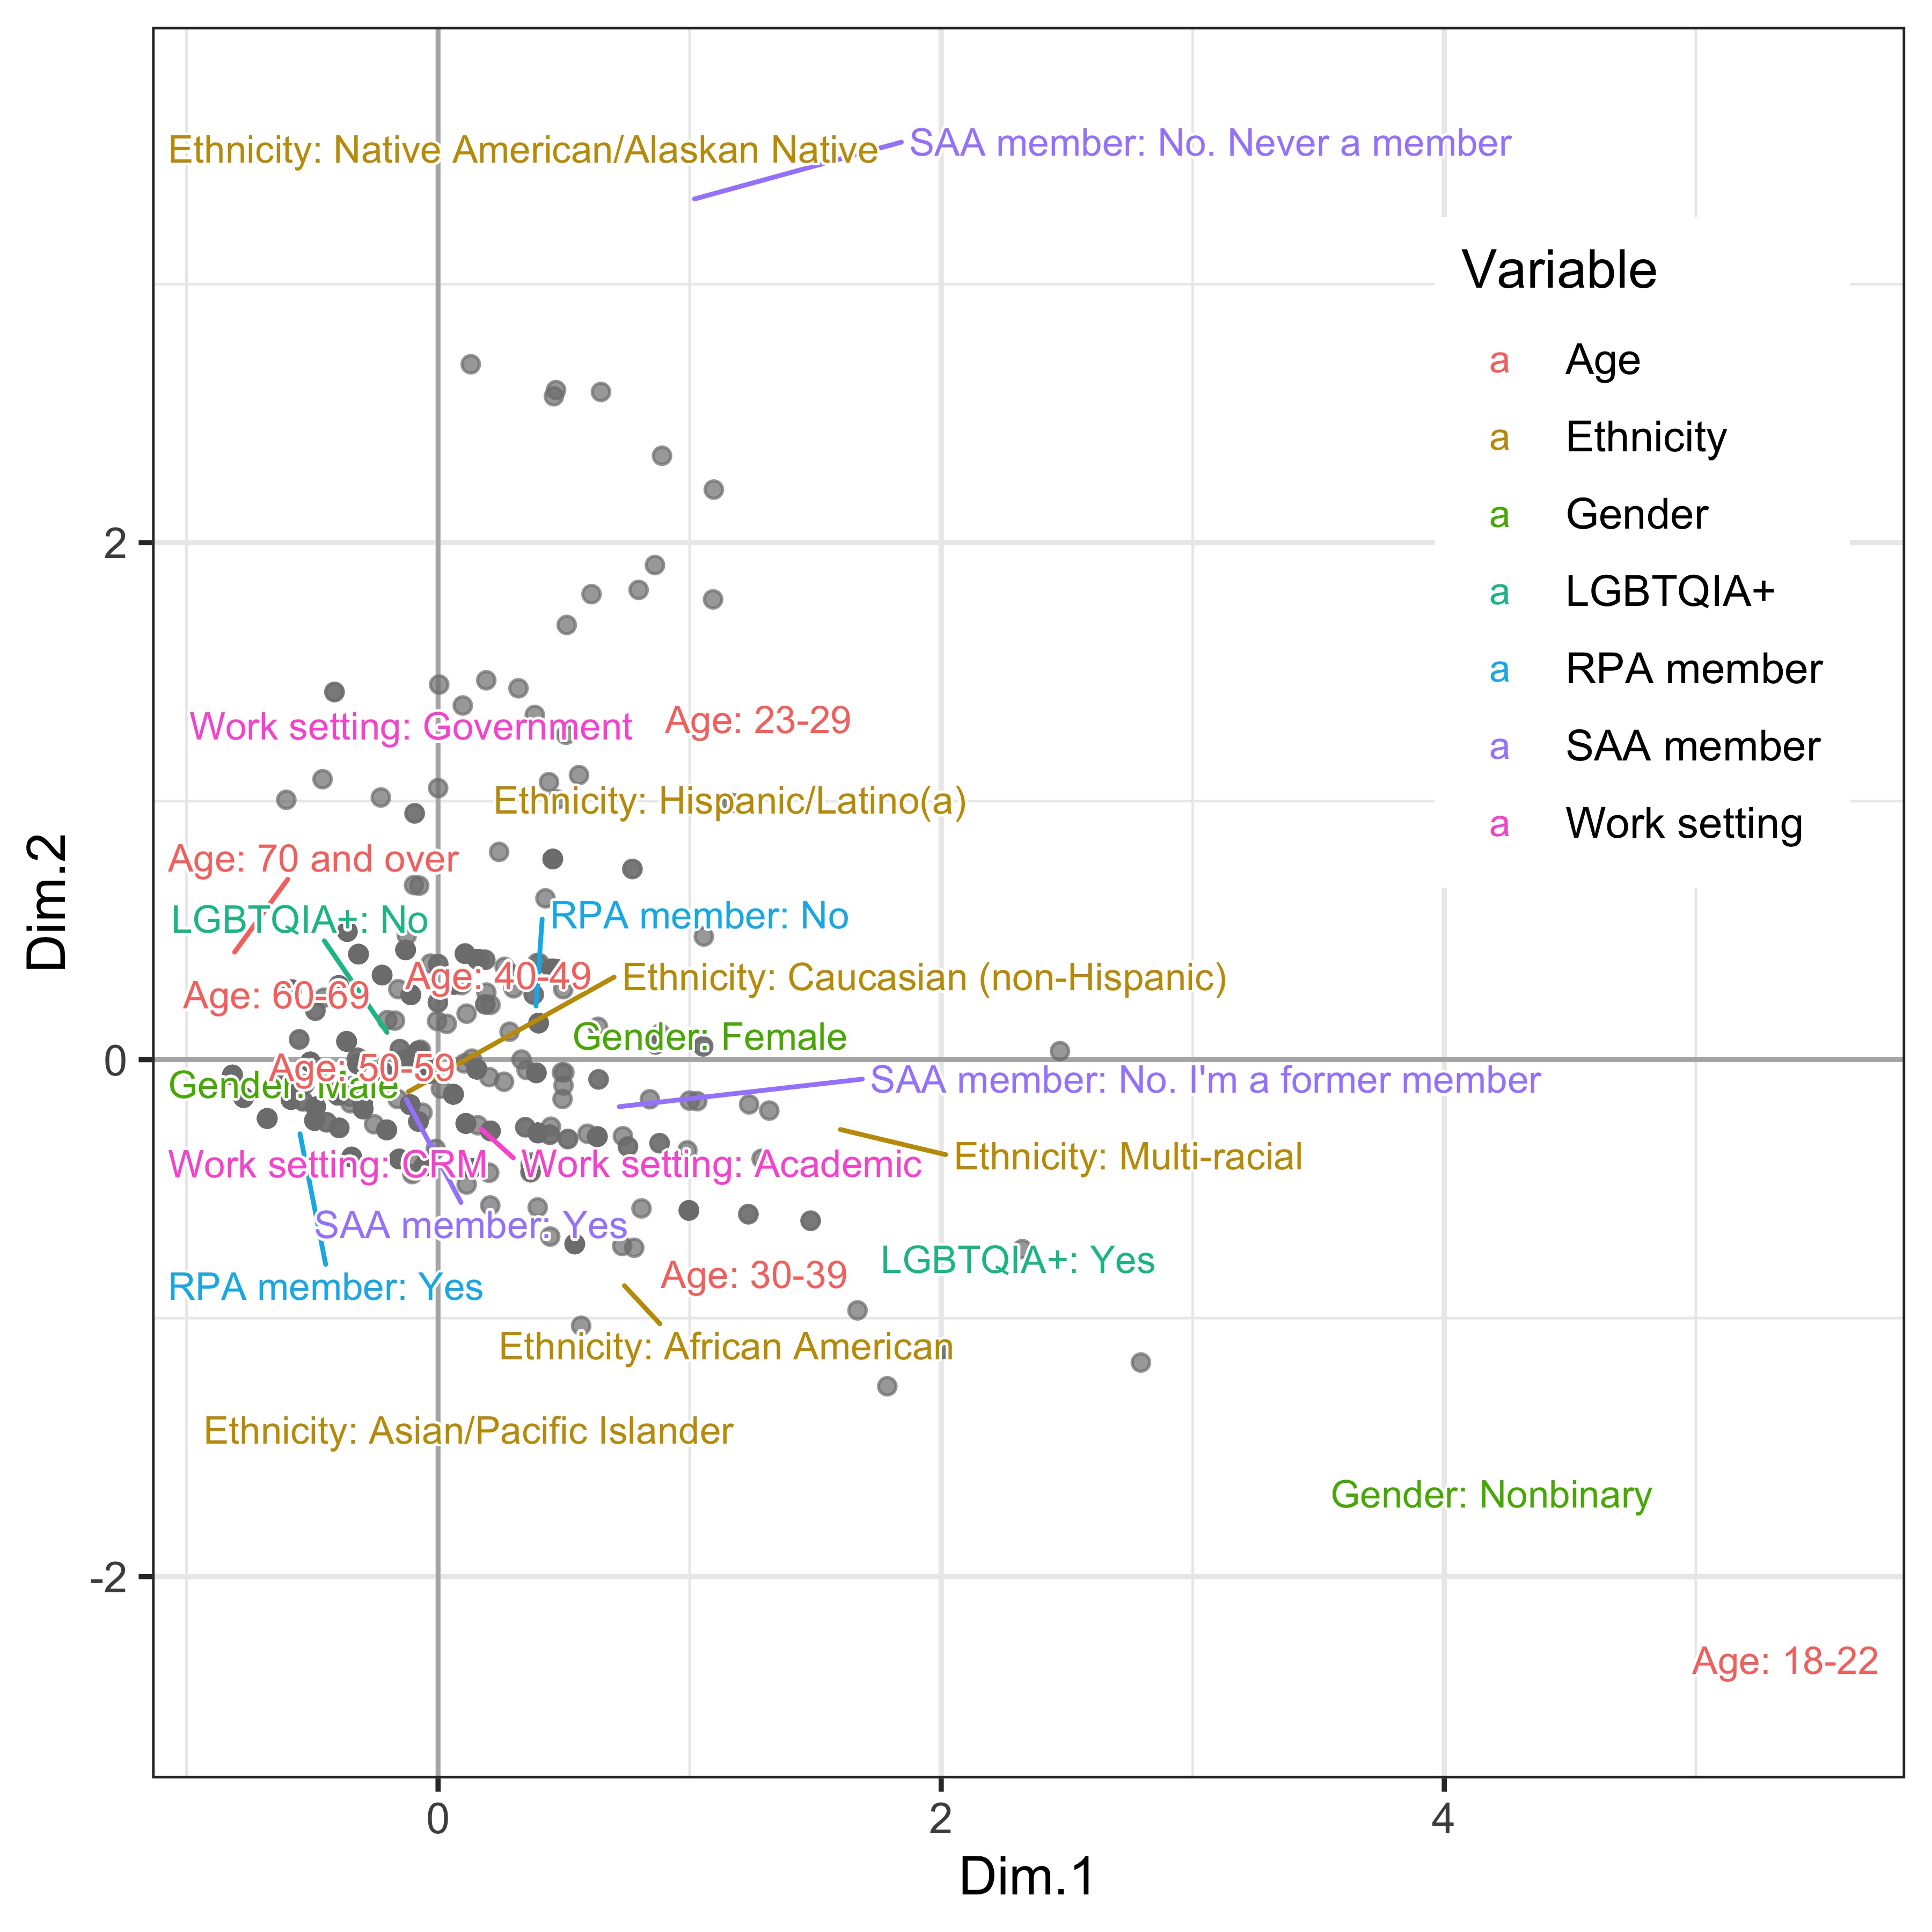 Ethnicity: Native American/Alaskan Native
SAA member: No. Never a member
Variable
a Age
a Ethnicity
a Gender
a LGBTQIA+
a RPA member
a SAA member
a Work setting
2
Work setting: Government
Age: 23-29
Ethnicity: Hispanic/Latino(a)
Age: 70 and over
LGBTQIA+: No
RPA member: No
Age: 40-49
Ethnicity: Caucasian (non-Hispanic)
Age: 60-69
Gender: Female
0
Age: 50-59
Gender: Male
SAA member: No. I'm a former member
Work setting: CRM
Work setting: Academic
Ethnicity: Multi-racial
SAA member: Yes
LGBTQIA+: Yes
Age: 30-39
RPA member: Yes
Ethnicity: African American
Ethnicity: Asian/Pacific Islander
Gender: Nonbinary
-2
Age: 18-22
Dim.2
0 2 4
Dim.1